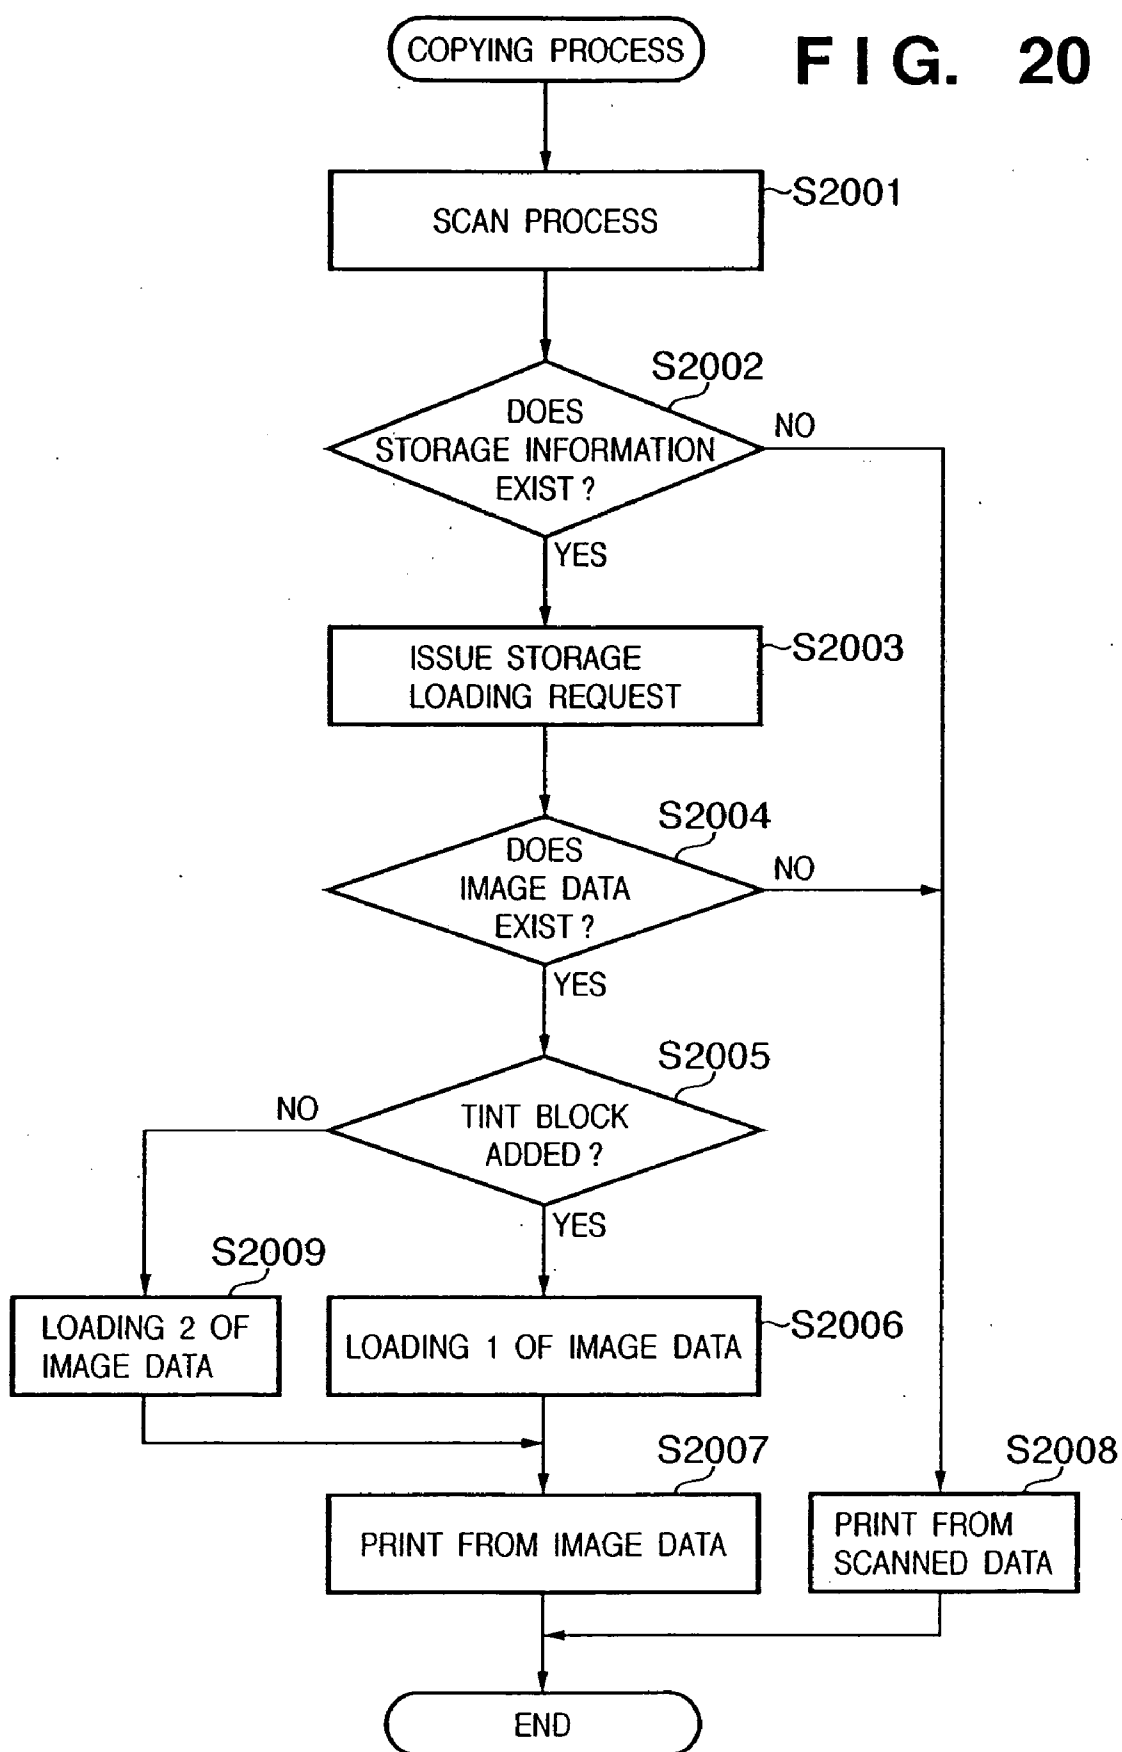 COPYING PROCESS
FIG. 20
S2001
SCAN PROCESS
S2002
DOES
STORAGE INFORMATION
EXIST?
NO
YES
S2003
ISSUE STORAGE
LOADING REQUEST
S2004
DOES
IMAGE DATA
EXIST?
NO
YES
S2005
TINT BLOCK
ADDED?
NO
YES
S2009
LOADING 2 OF
IMAGE DATA
S2006
LOADING 1 OF IMAGE DATA
S2007
PRINT FROM IMAGE DATA
S2008
PRINT FROM
SCANNED DATA
END